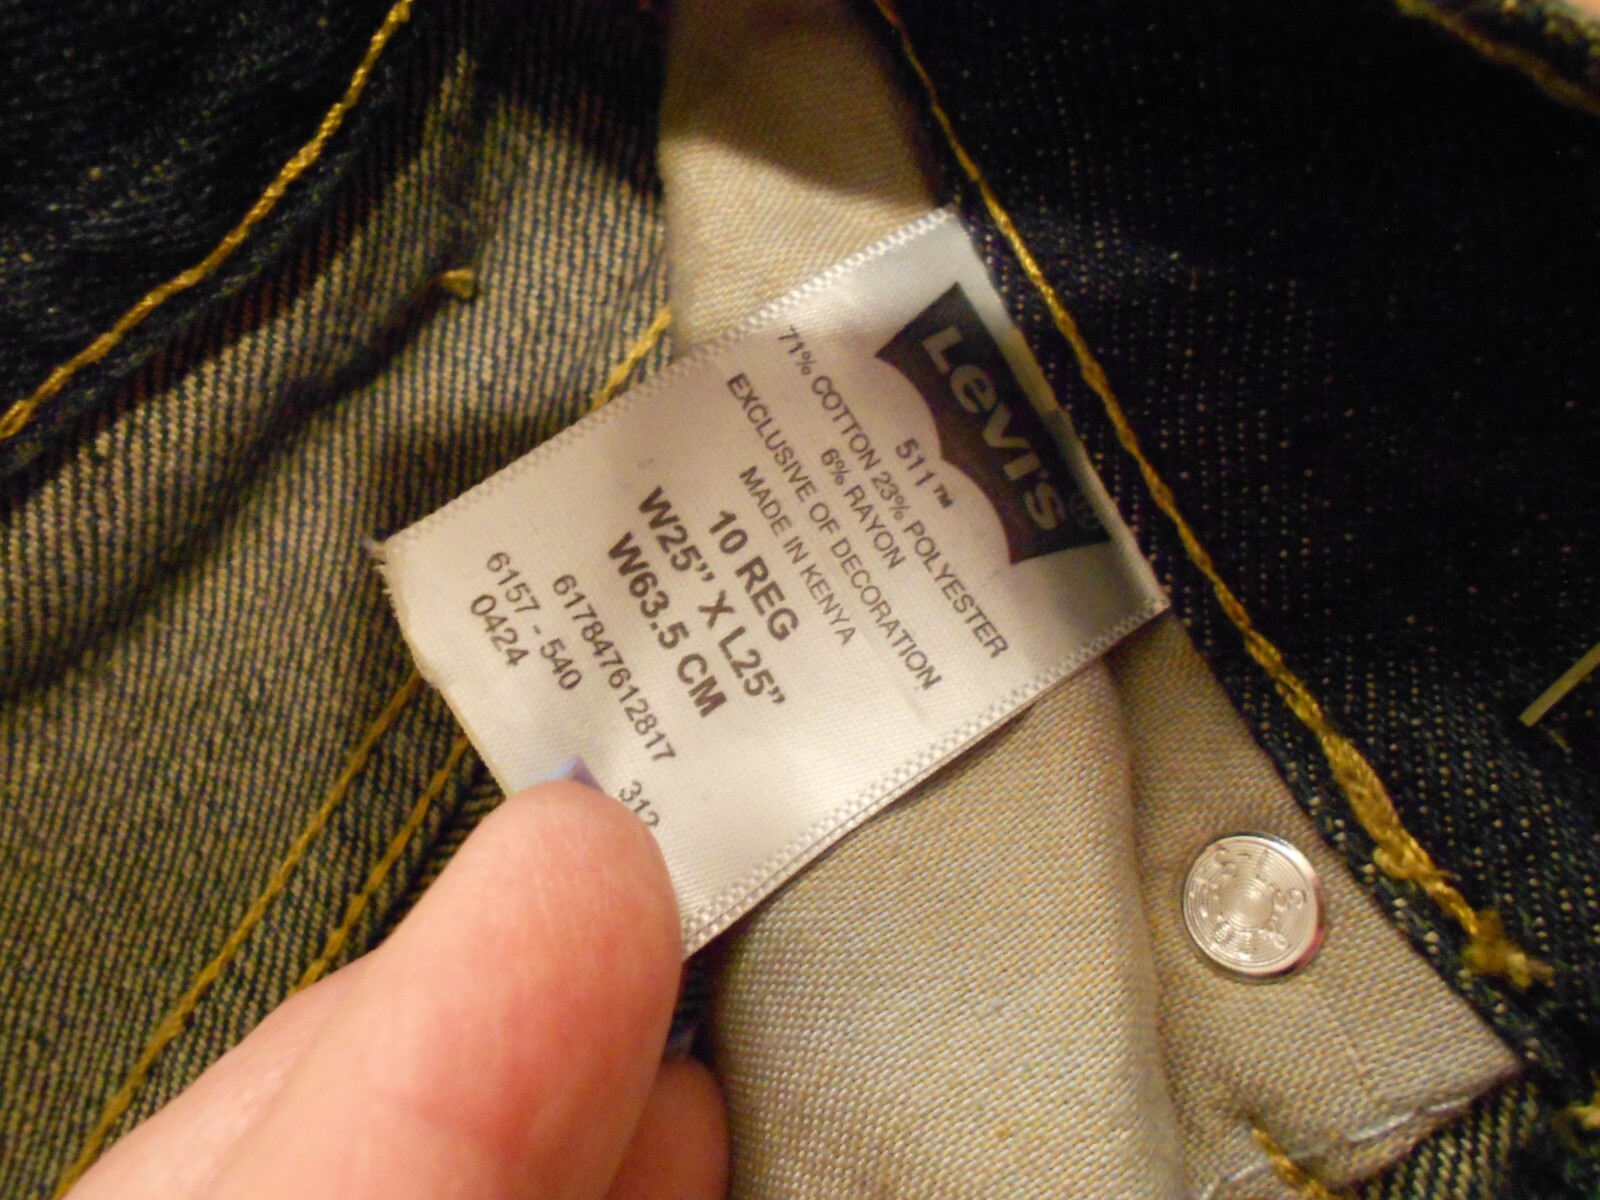 Levi's
511™
71% COTTON 23% POLYESTER
6% RAYON
EXCLUSIVE OF DECORATION
MADE IN KENYA
10 REG
W25" X L25"
W63.5 CM
617847612817
6157 - 540
0424
312